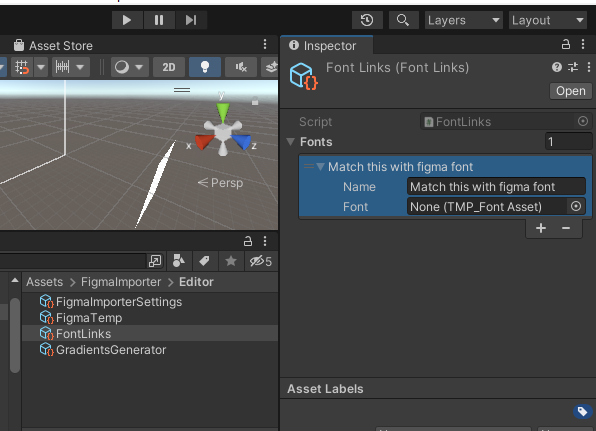 Layers
Layout
Asset Store
Inspector
2D
Font Links (Font Links)
Open
Script
FontLinks
Fonts
1
Match this with figma font
Name
Match this with figma font
Font
None (TMP_Font Asset)
y
x
z
Persp
5
Assets > FigmaImporter > Editor
FigmaImporterSettings
FigmaTemp
FontLinks
GradientsGenerator
Asset Labels